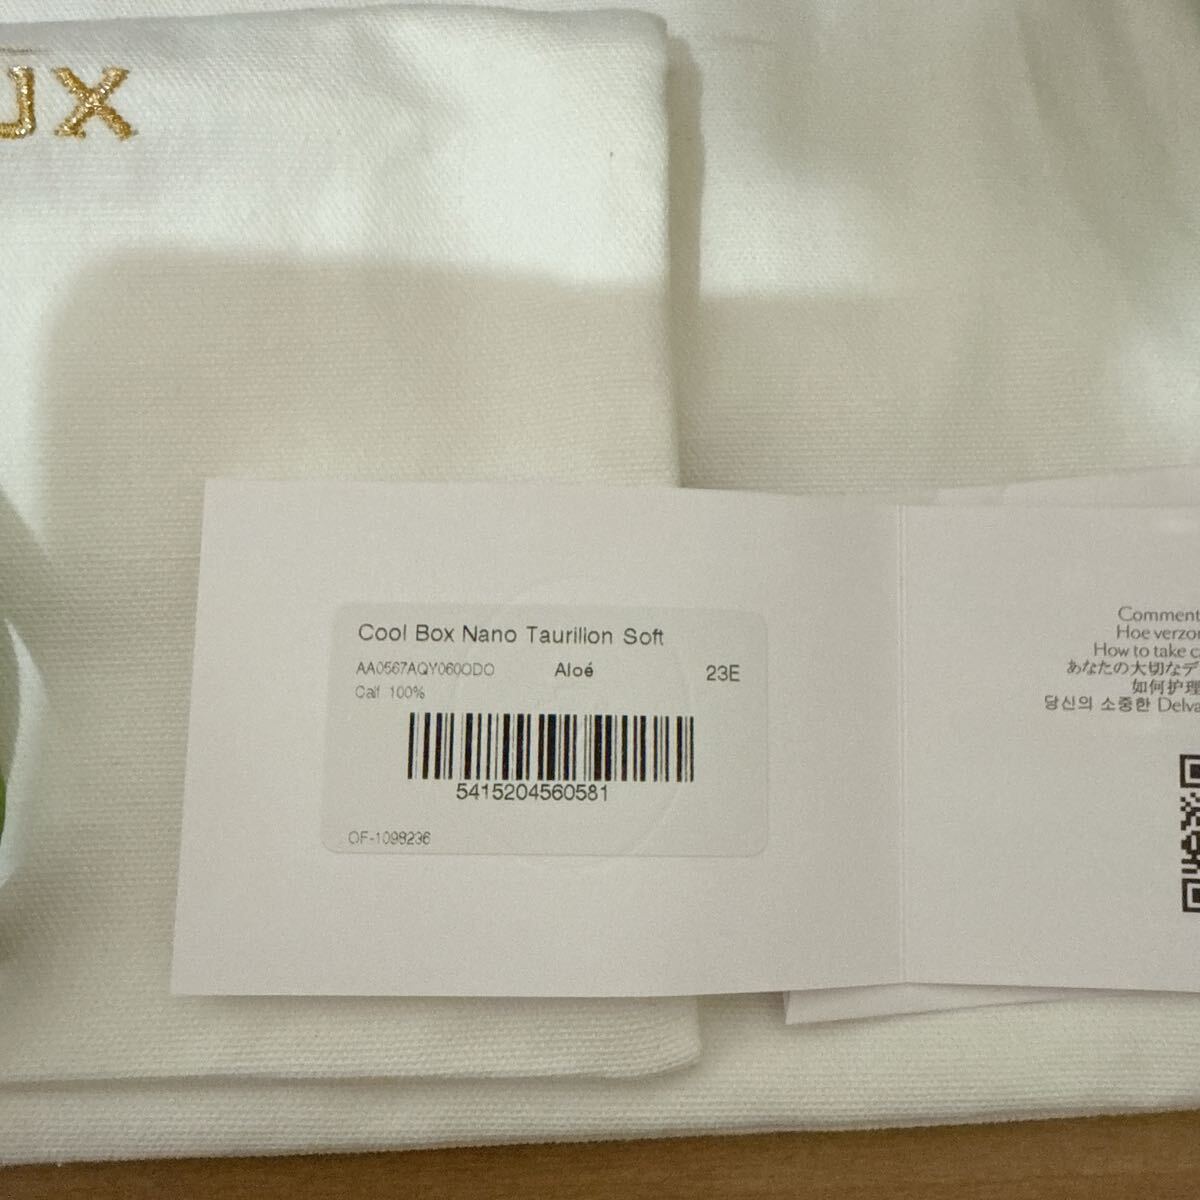 UX
Cool Box Nano Taurillon Soft
AA0567AQY060ODO Aloé 23E
Calf 100%
5415204560581
OF-1098236
Comment
Hoe verzor
How to take c
あなたの大切なデ
如何护理
당신의 소중한 Delva